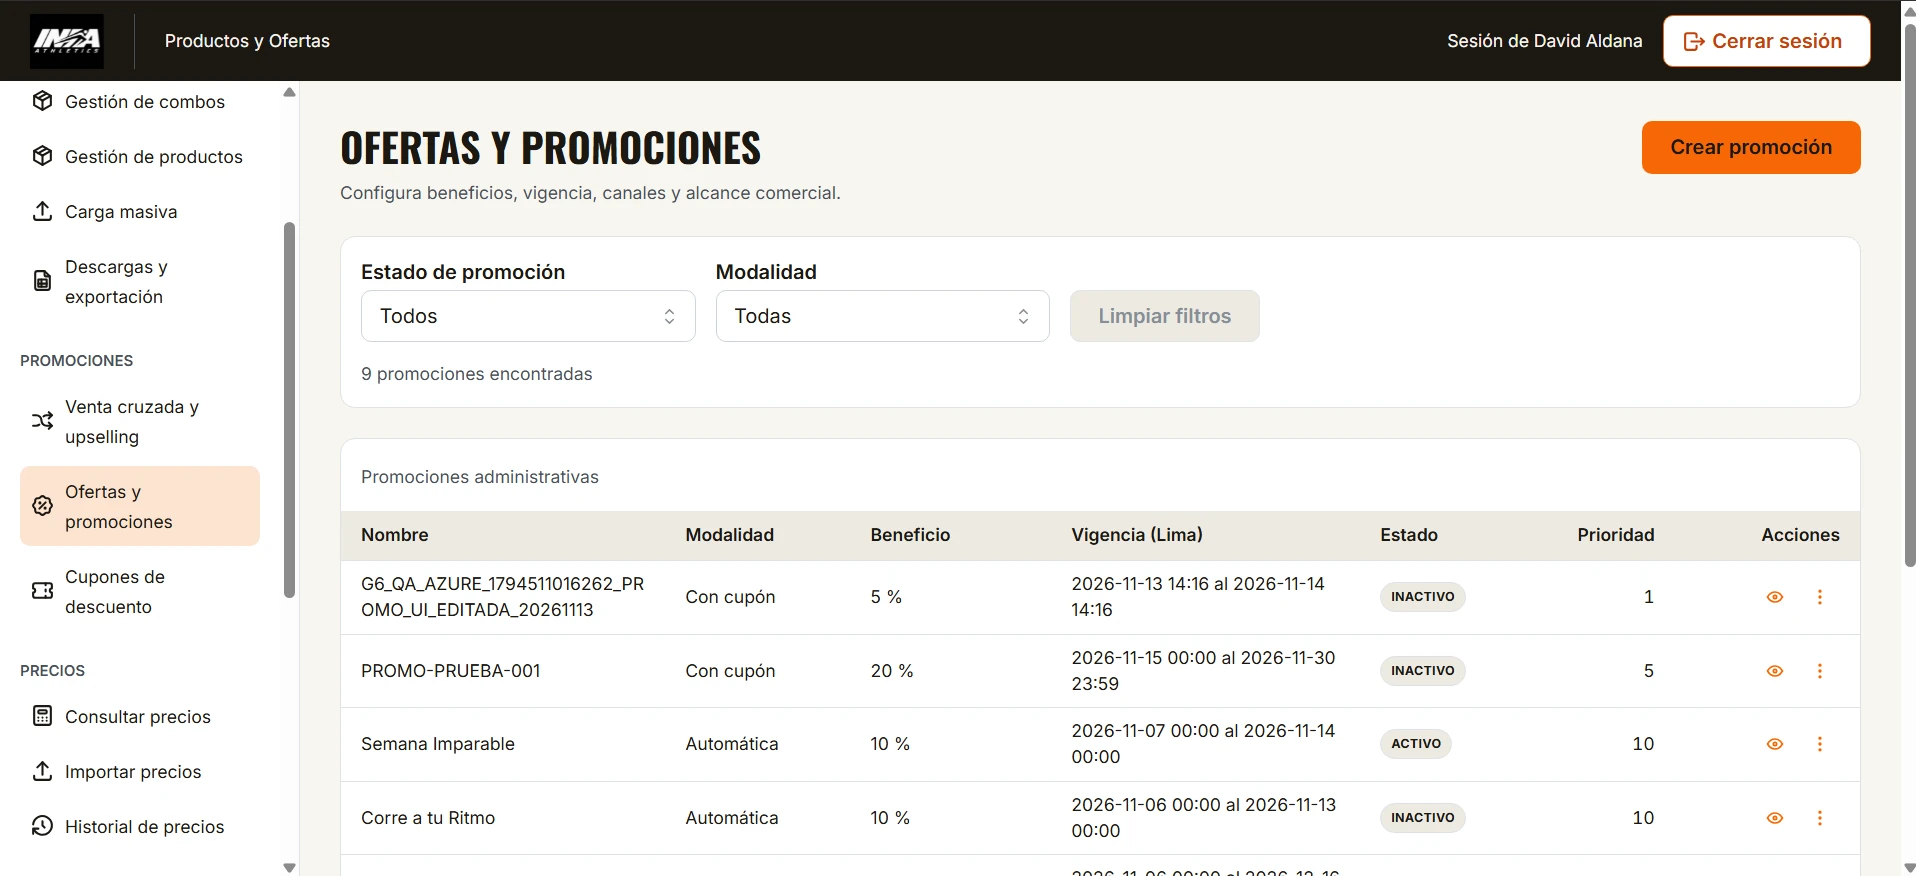 INKA
ATHLETICS
Productos y Ofertas
Sesión de David Aldana
Cerrar sesión
Gestión de combos
Gestión de productos
Carga masiva
Descargas y
exportación
PROMOCIONES
Venta cruzada y
upselling
Ofertas y
promociones
Cupones de
descuento
PRECIOS
Consultar precios
Importar precios
Historial de precios
OFERTAS Y PROMOCIONES
Configura beneficios, vigencia, canales y alcance comercial.
Crear promoción
Estado de promoción
Modalidad
Todos
Todas
Limpiar filtros
9 promociones encontradas
Promociones administrativas
Nombre Modalidad Beneficio Vigencia (Lima) Estado Prioridad Acciones
G6_QA_AZURE_1794511016262_PR
OMO_UI_EDITADA_20261113
Con cupón
5 %
2026-11-13 14:16 al 2026-11-14
14:16
INACTIVO
1
PROMO-PRUEBA-001
Con cupón
20 %
2026-11-15 00:00 al 2026-11-30
23:59
INACTIVO
5
Semana Imparable
Automática
10 %
2026-11-07 00:00 al 2026-11-14
00:00
ACTIVO
10
Corre a tu Ritmo
Automática
10 %
2026-11-06 00:00 al 2026-11-13
00:00
INACTIVO
10